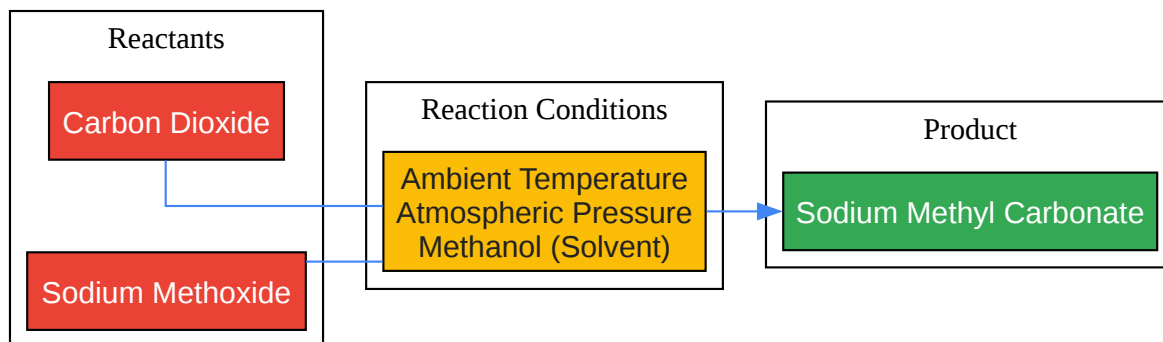 Reactants
Carbon Dioxide
Sodium Methoxide
Reaction Conditions
Ambient Temperature
Atmospheric Pressure
Methanol (Solvent)
Product
Sodium Methyl Carbonate